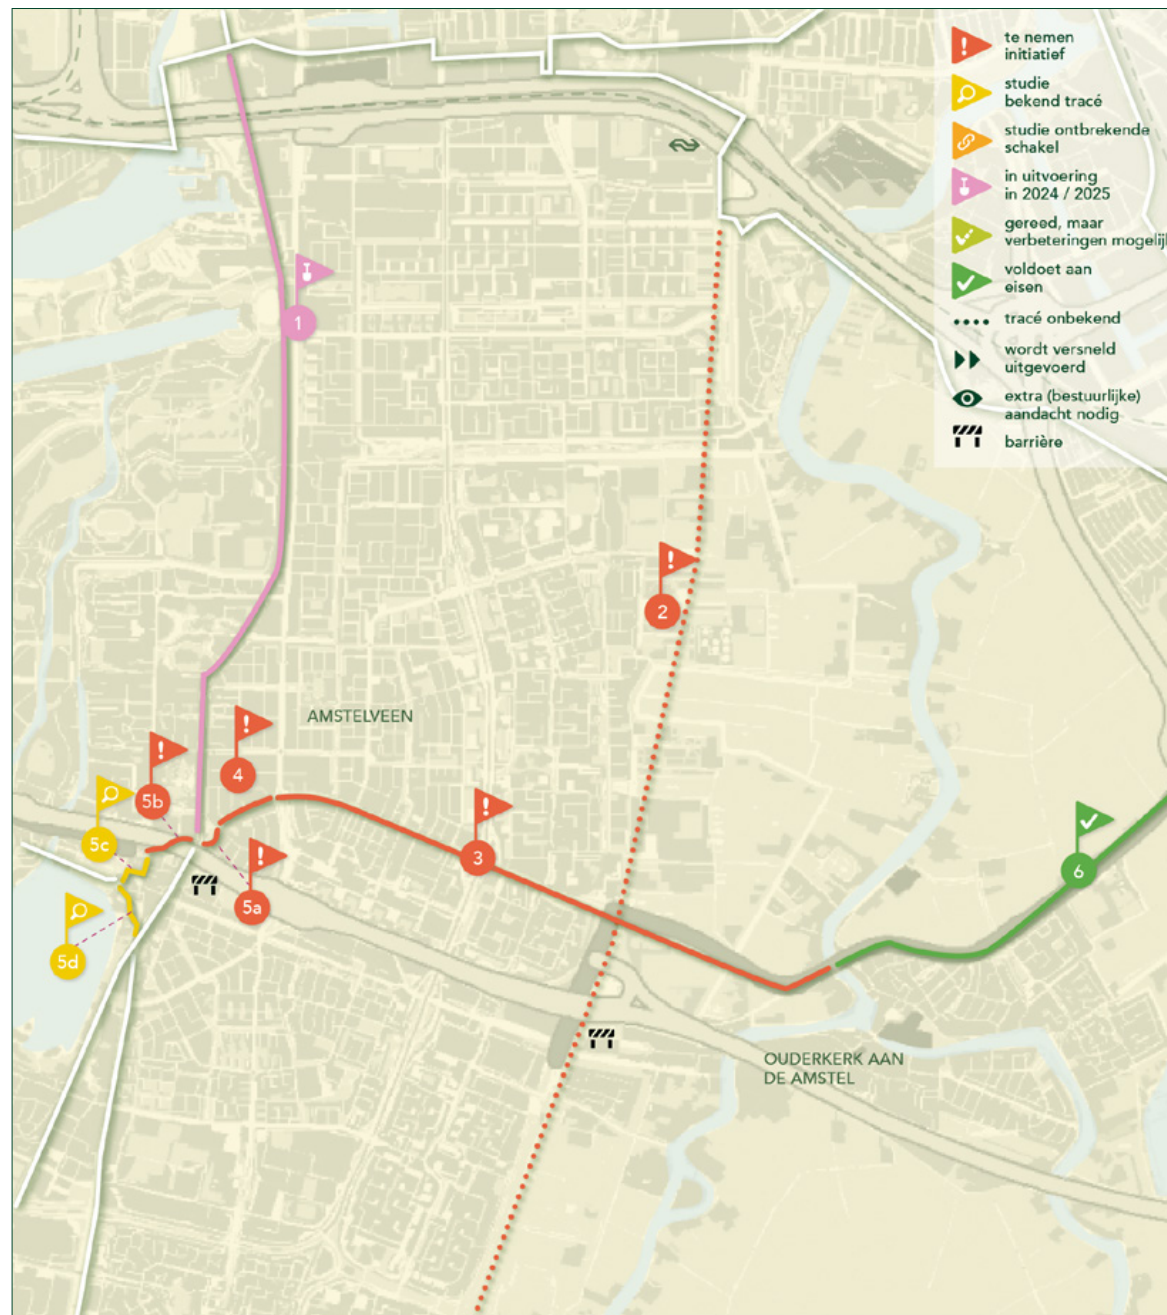 te nemen
initiatief
studie
bekend tracé
studie ontbrekende
schakel
in uitvoering
in 2024 / 2025
gereed, maar
verbeteringen mogelijk
voldoet aan
eisen
tracé onbekend
wordt versneld
uitgevoerd
extra (bestuurlijke)
aandacht nodig
barrière
1
2
AMSTELVEEN
4
5b
5c
3
6
5a
5d
OUDERKERK AAN
DE AMSTEL